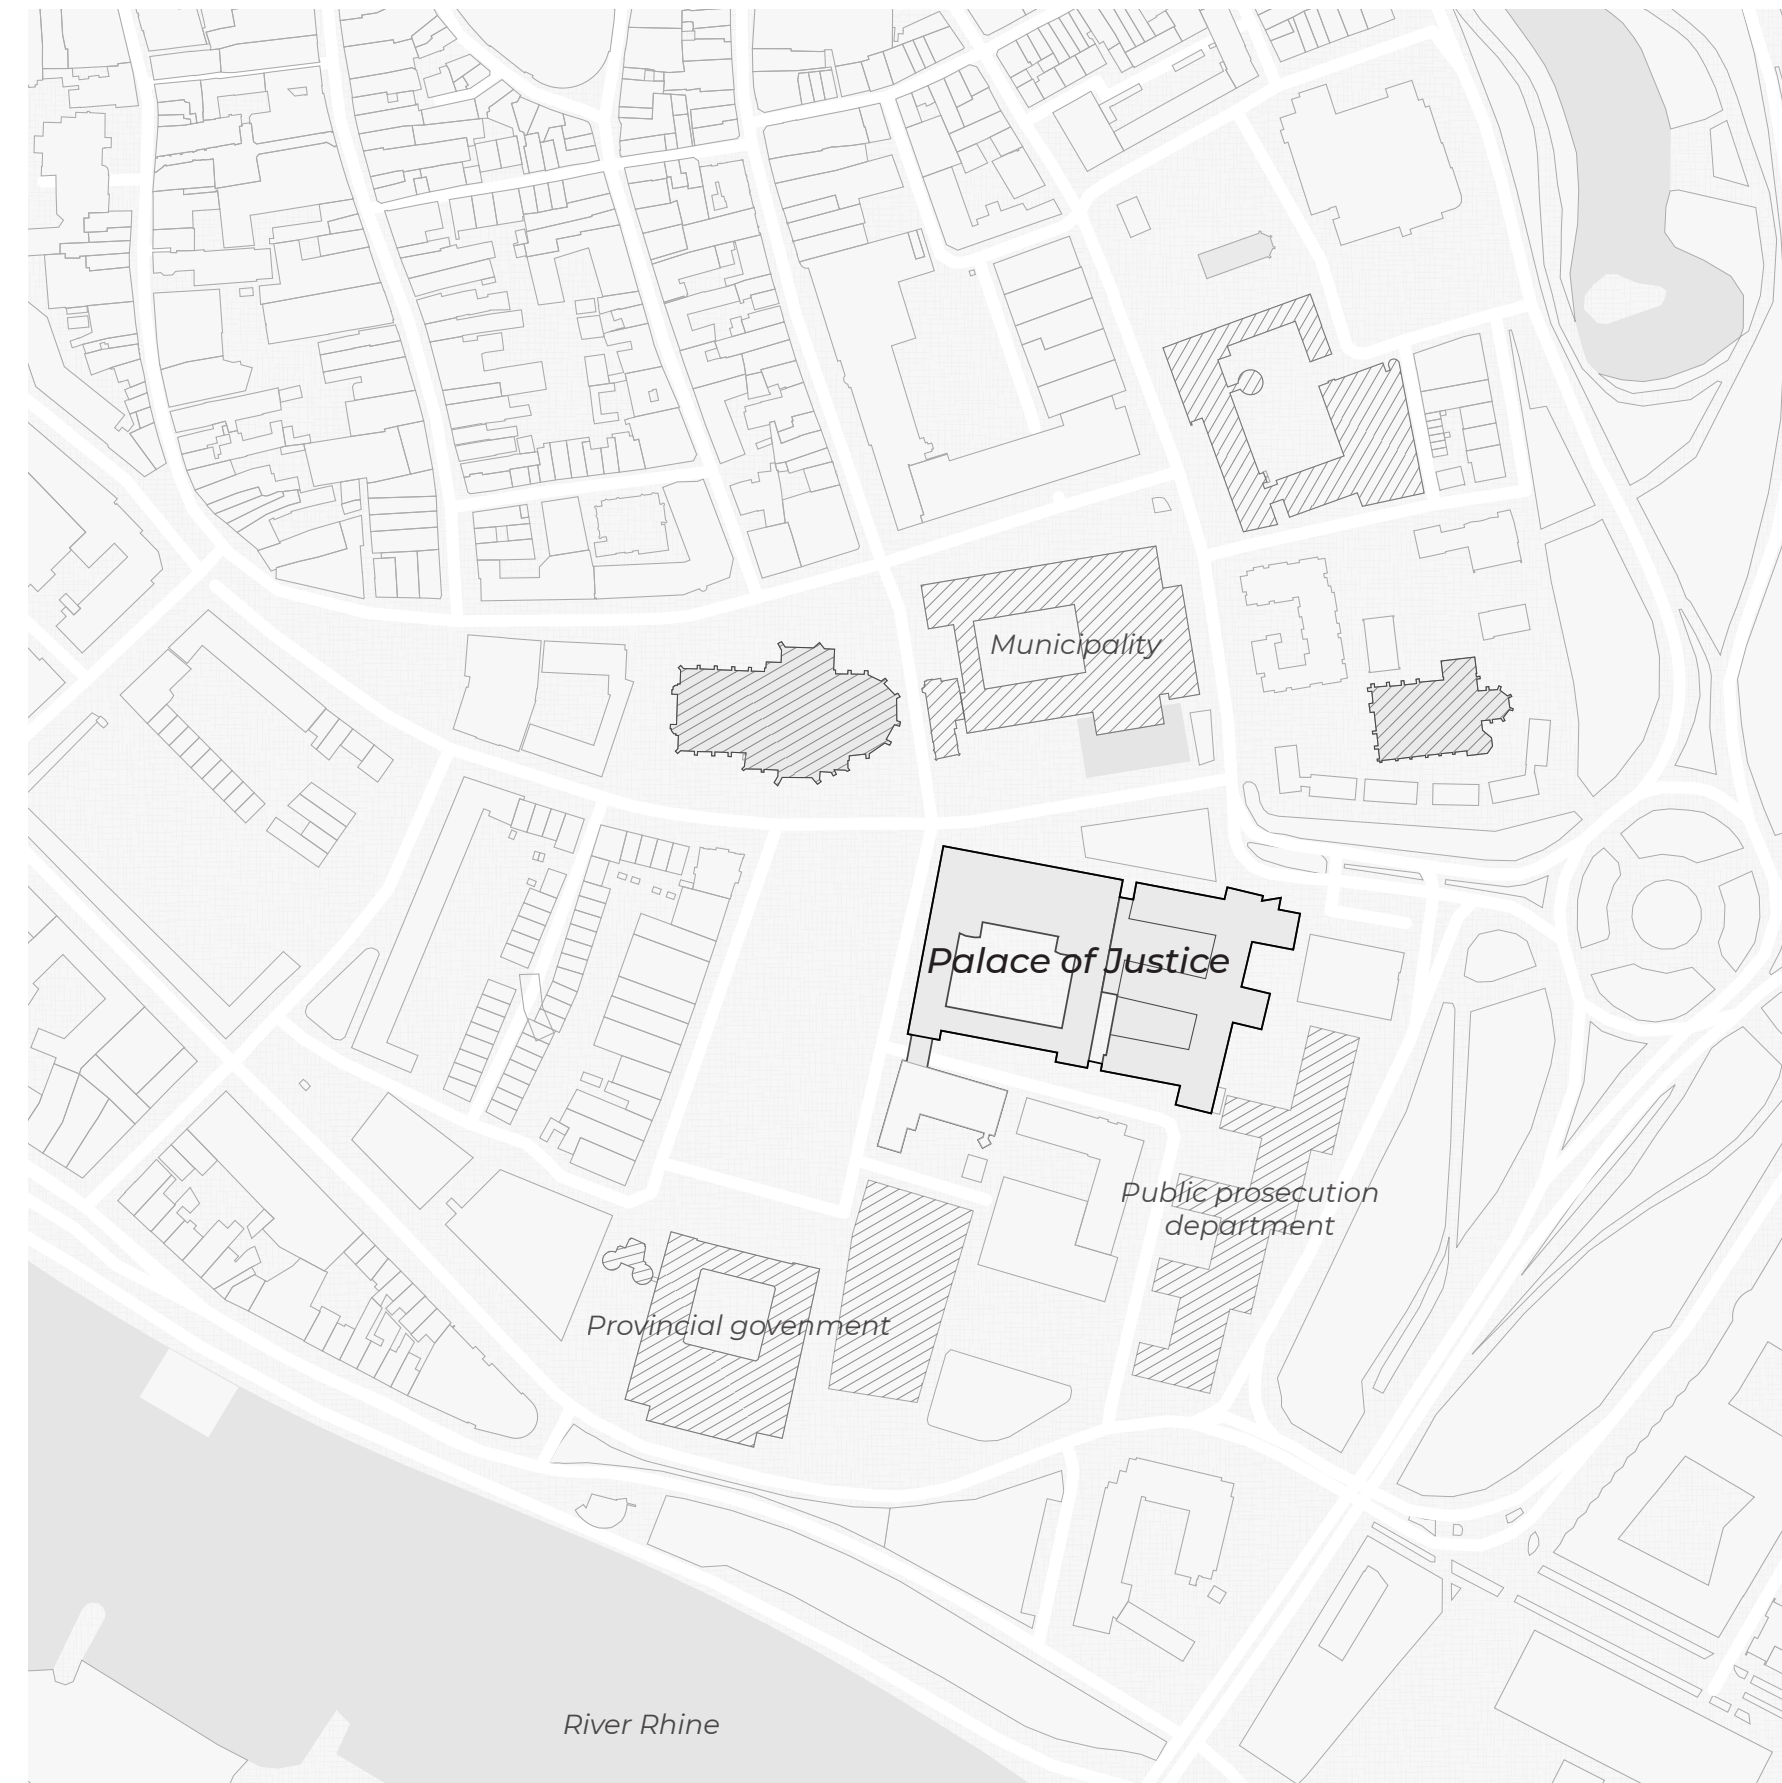 Municipality
Palace of Justice
Public prosecution
department
Provincial govenment
River Rhine